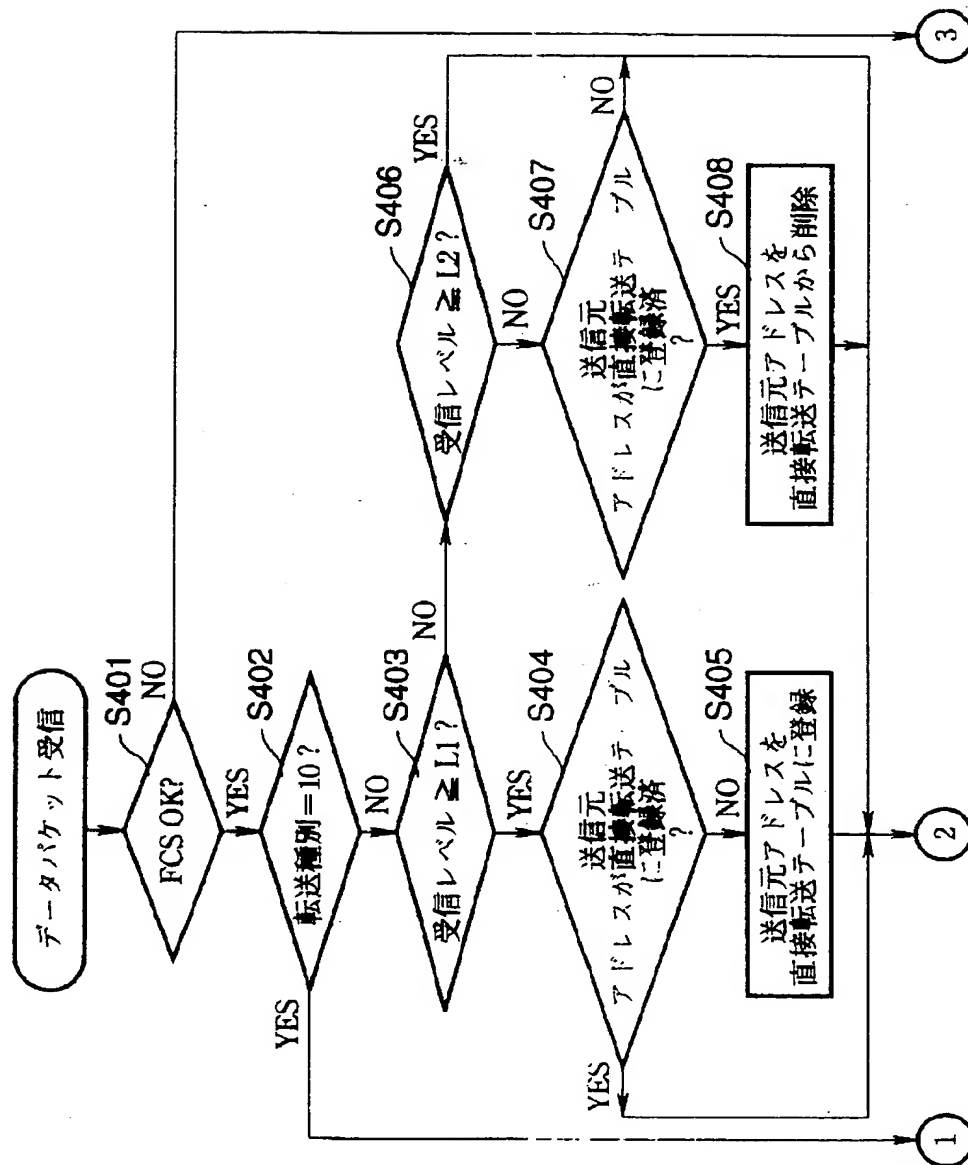 データパケット受信
S401
FCS OK?
NO
YES
S402
転送種別=10?
YES
NO
S403
受信レベル ≧ L1?
NO
YES
S404
送信元
アドレスが直接転送テーブル
に登録済
?
YES
NO
S405
送信元アドレスを
直接転送テーブルに登録
S406
受信レベル ≧ L2?
YES
NO
S407
送信元
アドレスが直接転送テーブル
に登録済
?
NO
YES
S408
送信元アドレスを
直接転送テーブルから削除
1
2
3